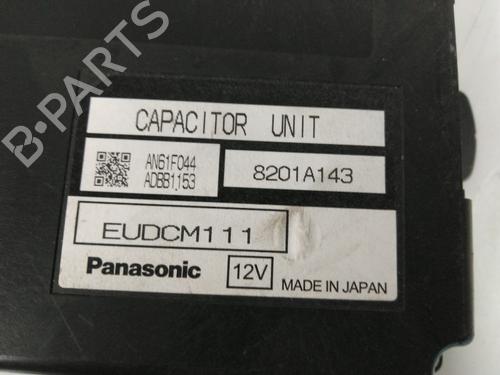 B-PARTS
CAPACITOR UNIT
AN61F044
ADBB1153
8201A143
EUDCM111
Panasonic
12V
MADE IN JAPAN